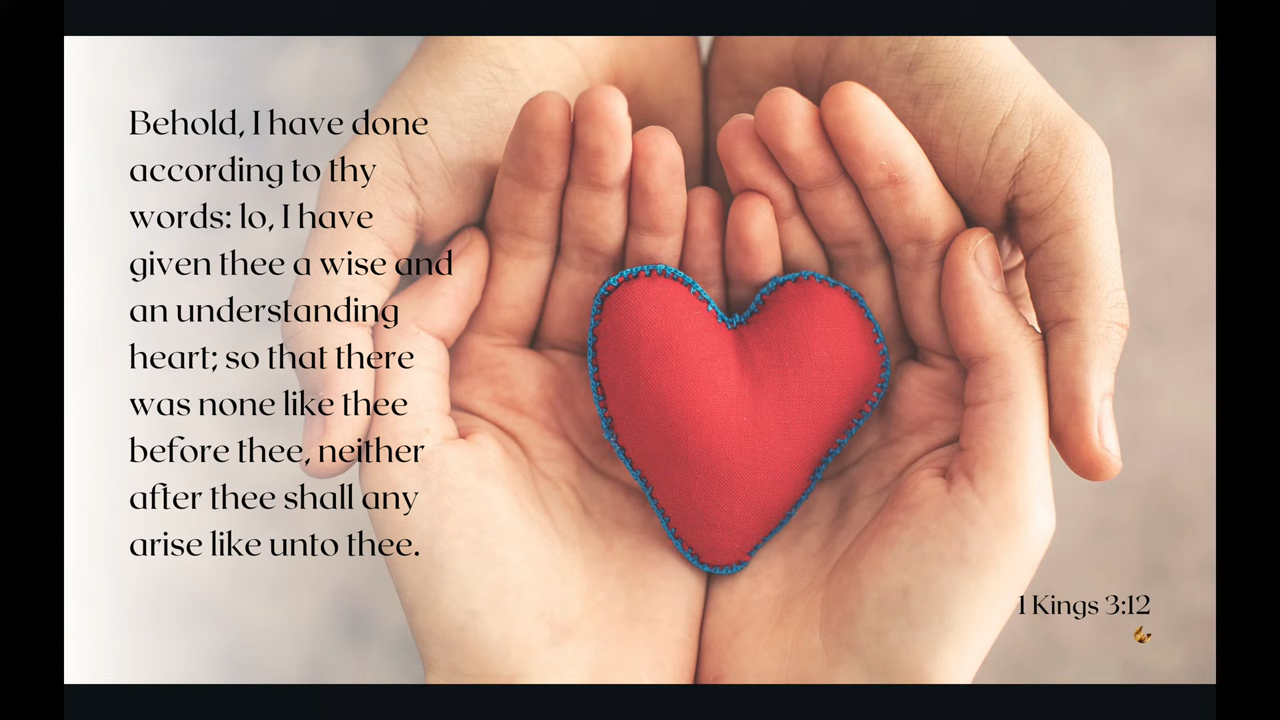 Behold, I have done
according to thy
words: lo, I have
given thee a wise and
an understanding
heart; so that there
was none like thee
before thee, neither
after thee shall any
arise like unto thee.
1 Kings 3:12